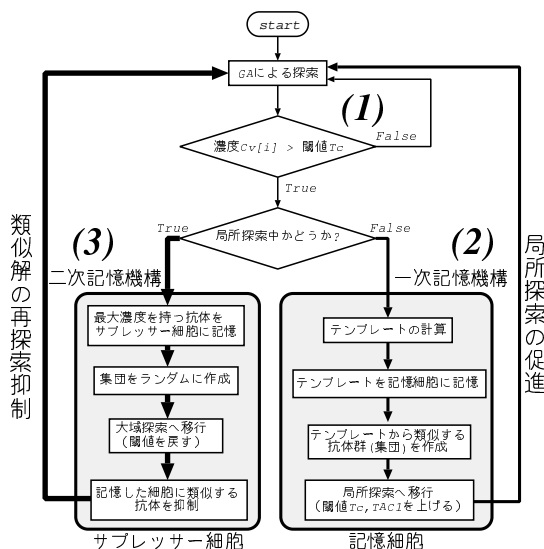 start
GAによる探索
(1)
False
濃度Cv[i] > 閾値Tc
True
True
局所探索中かどうか?
False
(3)
(2)
二次記憶機構
一次記憶機構
類似解の再探索抑制
局所探索の促進
最大濃度を持つ抗体を
サプレッサー細胞に記憶
集団をランダムに作成
大域探索へ移行
(閾値を戻す)
記憶した細胞に類似する
抗体を抑制
サプレッサー細胞
テンプレートの計算
テンプレートを記憶細胞に記憶
テンプレートから類似する
抗体群(集団)を作成
局所探索へ移行
(閾値Tc,TAC1を上げる)
記憶細胞